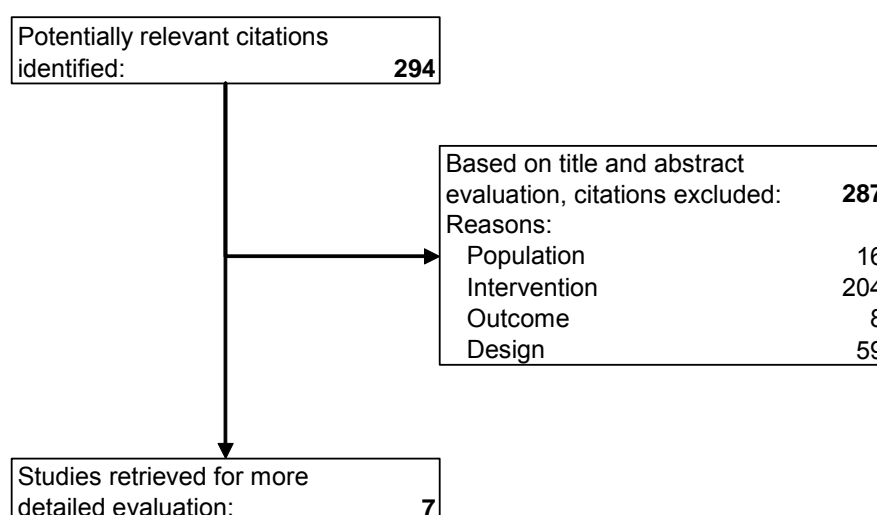 Potentially relevant citations
identified: 294
Based on title and abstract
evaluation, citations excluded: 287
Reasons:
Population 16
Intervention 204
Outcome 8
Design 59
Studies retrieved for more
detailed evaluation: 7